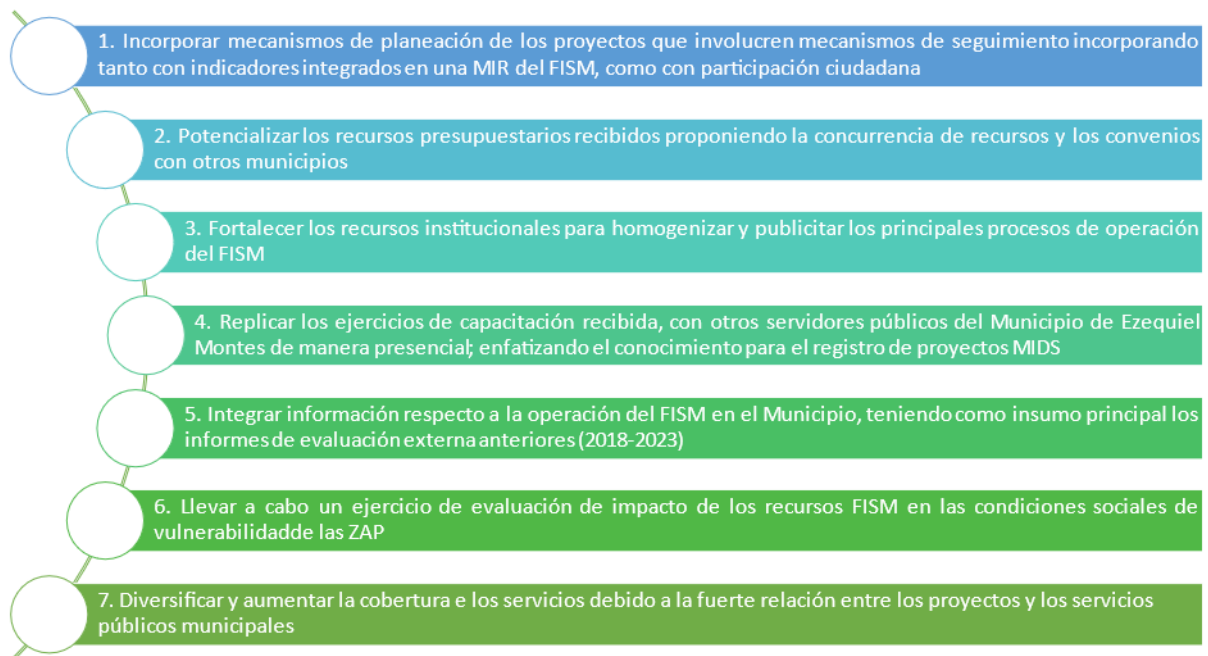 1. Incorporar mecanismos de planeación de los proyectos que involucren mecanismos de seguimiento incorporando
tanto con indicadores integrados en una MIR del FISM, como con participación ciudadana
2. Potencializar los recursos presupuestarios recibidos proponiendo la concurrencia de recursos y los convenios
con otros municipios
3. Fortalecer los recursos institucionales para homogenizar y publicitar los principales procesos de operación
del FISM
4. Replicar los ejercicios de capacitación recibida, con otros servidores públicos del Municipio de Ezequiel
Montes de manera presencial; enfatizando el conocimiento para el registro de proyectos MIDS
5. Integrar información respecto a la operación del FISM en el Municipio, teniendo como insumo principal los
informes de evaluación externa anteriores (2018-2023)
6. Llevar a cabo un ejercicio de evaluación de impacto de los recursos FISM en las condiciones sociales de
vulnerabilidadde las ZAP
7. Diversificar y aumentar la cobertura e los servicios debido a la fuerte relación entre los proyectos y los servicios
públicos municipales